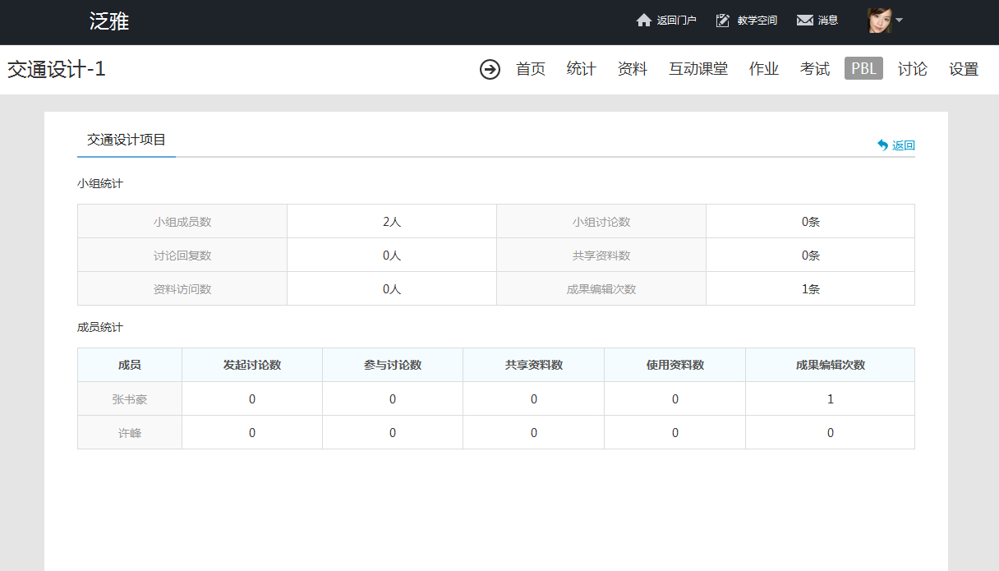 泛雅 返回门户 教学空间 消息
交通设计-1 首页 统计 资料 互动课堂 作业 考试 PBL 讨论 设置
交通设计项目
返回
小组统计
小组成员数 2人 小组讨论数 0条
讨论回复数 0人 共享资料数 0条
资料访问数 0人 成果编辑次数 1条
成员统计
成员 发起讨论数 参与讨论数 共享资料数 使用资料数 成果编辑次数
张书豪 0 0 0 0 1
许峰 0 0 0 0 0